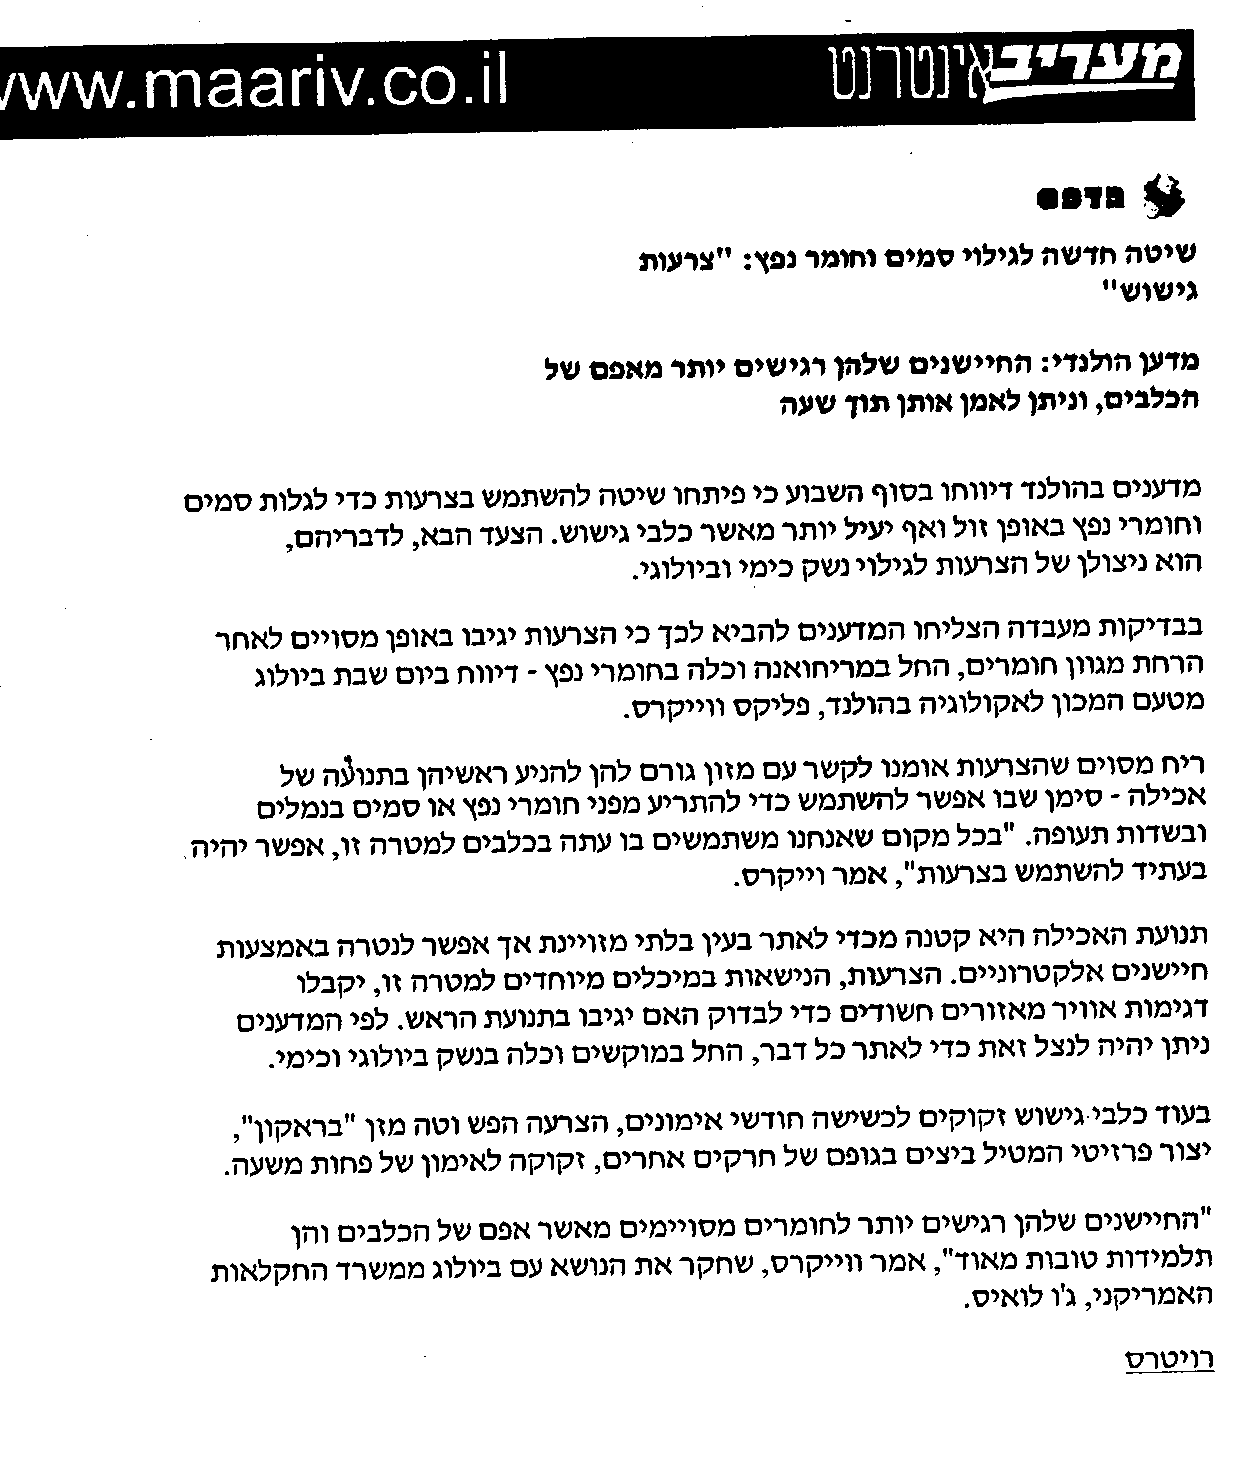 www.maariv.co.il
מעריב אינטרנט
הדפס
שיטה חדשה לגילוי סמים וחומר נפץ: "צרעות
גישוש"
מדען הולנדי: החיישנים שלהן רגישים יותר מאפם של
הכלבים, וניתן לאמן אותן תוך שעה
מדענים בהולנד דיווחו בסוף השבוע כי פיתחו שיטה להשתמש בצרעות כדי לגלות סמים
וחומרי נפץ באופן זול ואף יעיל יותר מאשר כלבי גישוש. הצעד הבא, לדבריהם,
הוא ניצולן של הצרעות לגילוי נשק כימי וביולוגי.
בבדיקות מעבדה הצליחו המדענים להביא לכך כי הצרעות יגיבו באופן מסויים לאחר
הרחת מגוון חומרים, החל במריחואנה וכלה בחומרי נפץ - דיווח ביום שבת ביולוג
מטעם המכון לאקולוגיה בהולנד, פליקס ווייקרס.
ריח מסוים שהצרעות אומנו לקשר עם מזון גורם להן להניע ראשיהן בתנועה של
אכילה - סימן שבו אפשר להשתמש כדי להתריע מפני חומרי נפץ או סמים בנמלים
ובשדות תעופה. "בכל מקום שאנחנו משתמשים בו עתה בכלבים למטרה זו, אפשר יהיה
בעתיד להשתמש בצרעות", אמר וייקרס.
תנועת האכילה היא קטנה מכדי לאתר בעין בלתי מזויינת אך אפשר לנטרה באמצעות
חיישנים אלקטרוניים. הצרעות, הנישאות במיכלים מיוחדים למטרה זו, יקבלו
דגימות אוויר מאזורים חשודים כדי לבדוק האם יגיבו בתנועת הראש. לפי המדענים
ניתן יהיה לנצל זאת כדי לאתר כל דבר, החל במוקשים וכלה בנשק ביולוגי וכימי.
בעוד כלבי גישוש זקוקים לכשישה חודשי אימונים, הצרעה הפשוטה מזן "בראקון",
יצור פרזיטי המטיל ביצים בגופם של חרקים אחרים, זקוקה לאימון של פחות משעה.
"החיישנים שלהן רגישים יותר לחומרים מסויימים מאשר אפם של הכלבים והן
תלמידות טובות מאוד", אמר ווייקרס, שחקר את הנושא עם ביולוג ממשרד החקלאות
האמריקני, ג'ו לואיס.
רויטרס